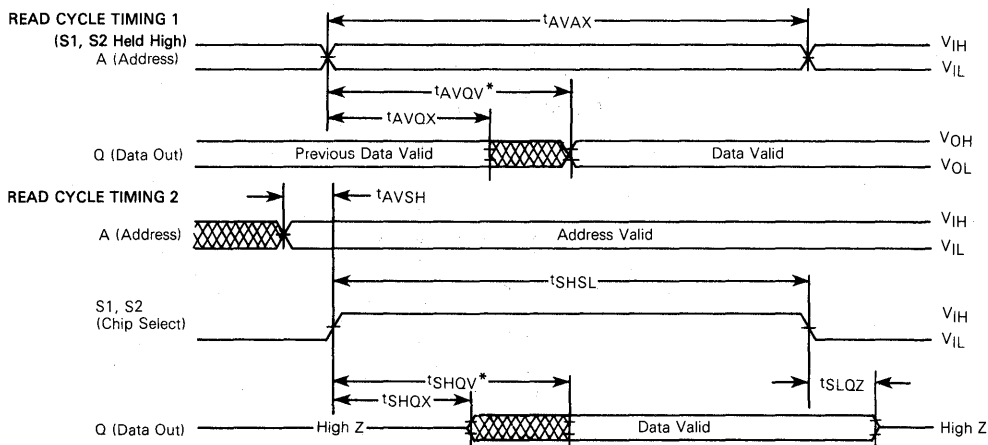 READ CYCLE TIMING 1
tAVAX
(S1, S2 Held High)
A (Address)
VIH
VIL
tAVQV*
tAVQX
Q (Data Out)
Previous Data Valid
Data Valid
VOH
VOL
READ CYCLE TIMING 2
tAVSH
A (Address)
Address Valid
VIH
VIL
tSHSL
S1, S2
(Chip Select)
VIH
VIL
tSHQV*
tSLQZ
tSHQX
Q (Data Out)
High Z
Data Valid
High Z